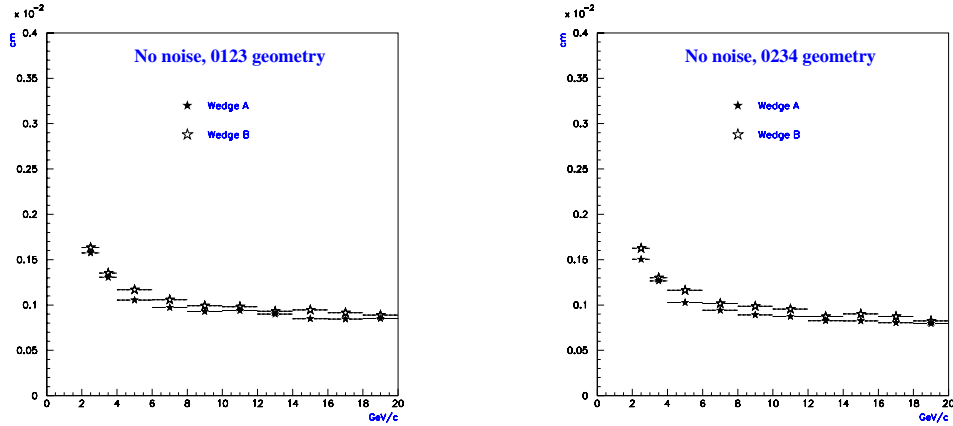 x 10 -2
cm
0.4
0.35
0.3
0.25
0.2
0.15
0.1
0.05
0
No noise, 0123 geometry
Wedge A
Wedge B
0 2 4 6 8 10 12 14 16 18 20
GeV/c
x 10 -2
cm
0.4
0.35
0.3
0.25
0.2
0.15
0.1
0.05
0
No noise, 0234 geometry
Wedge A
Wedge B
0 2 4 6 8 10 12 14 16 18 20
GeV/c